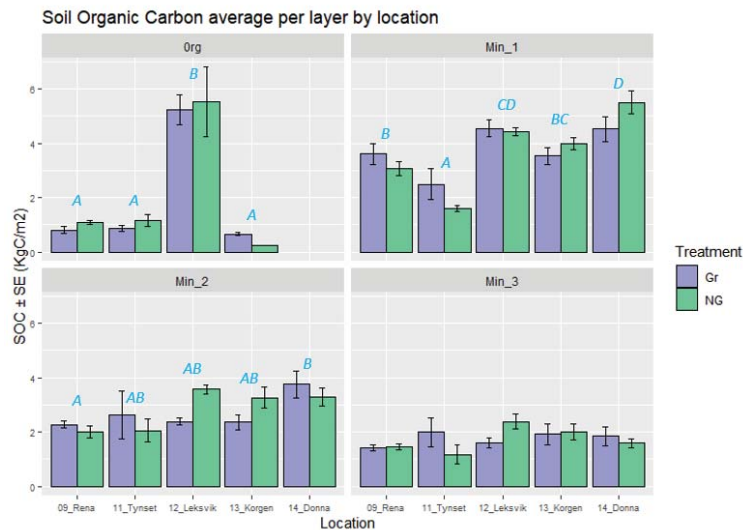 Soil Organic Carbon average per layer by location
SOC ± SE (KgC/m2)
0rg
Min_1
6
4
2
0
A
A
B
A
B
A
CD
BC
D
Min_2
Min_3
6
4
2
0
A
AB
AB
AB
B
09_Rena
11_Tynset
12_Leksvik
13_Korgen
14_Donna
09_Rena
11_Tynset
12_Leksvik
13_Korgen
14_Donna
Location
Treatment
Gr
NG